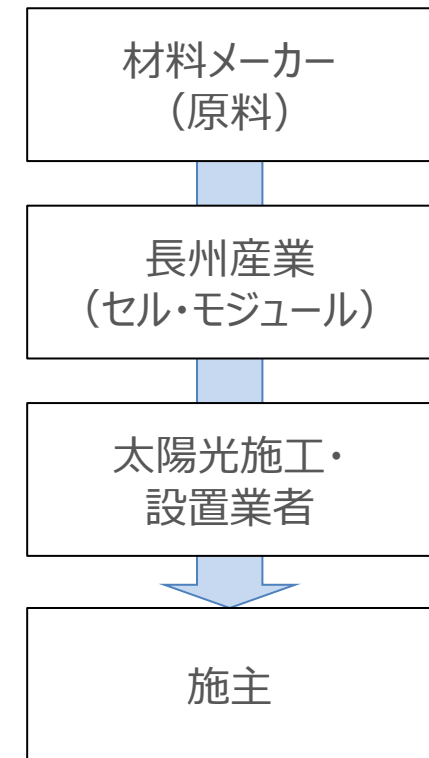 材料メーカー
（原料）
長州産業
（セル・モジュール）
太陽光施工・
設置業者
施主